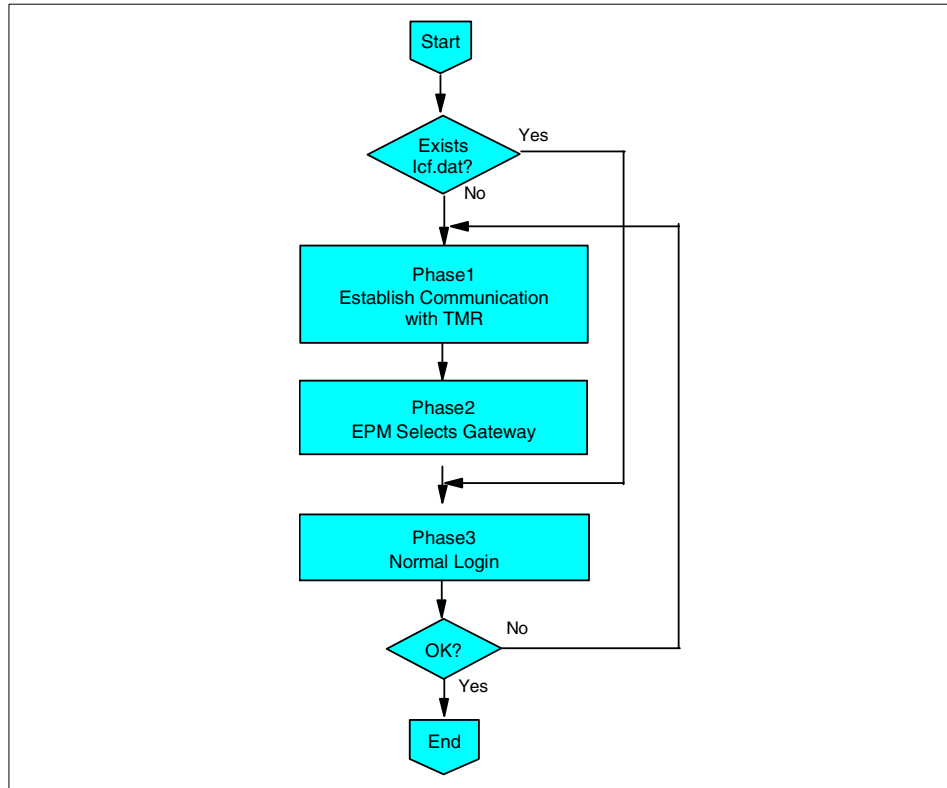 Start
Exists
lcf.dat?
Yes
No
Phase1
Establish Communication
with TMR
Phase2
EPM Selects Gateway
Phase3
Normal Login
OK?
No
Yes
End